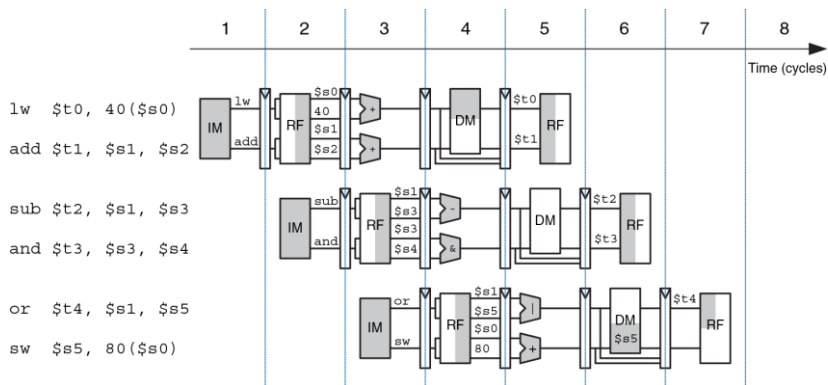 1 2 3 4 5 6 7 8
Time (cycles)
lw $t0, 40($s0)
IM lw RF $s0 40 + DM $t0 RF
add $t1, $s1, $s2
add $s1 $s2 + $t1
sub $t2, $s1, $s3
IM sub RF $s1 $s3 - DM $t2 RF
and $t3, $s3, $s4
and $s3 $s4 & $t3
or $t4, $s1, $s5
IM or RF $s1 $s5 | DM $t4 RF
sw $s5, 80($s0)
sw $s0 80 + $s5